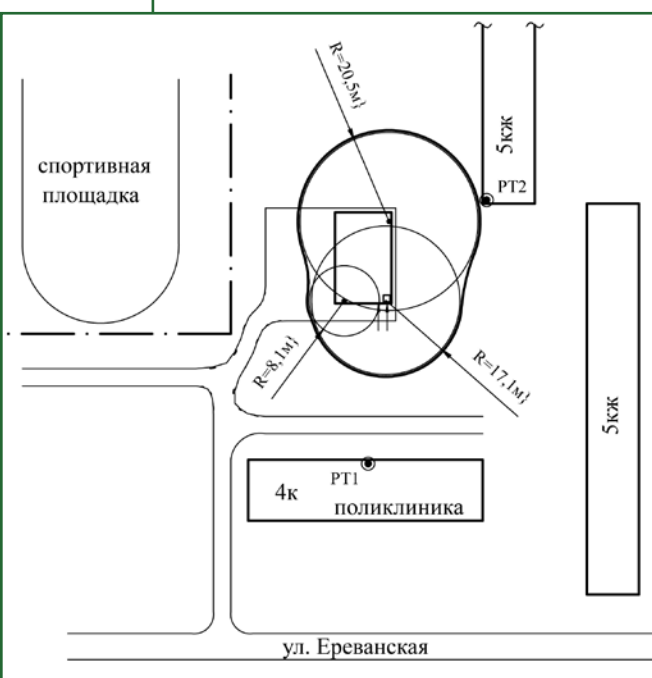 R=20,5м}
5кж
спортивная
площадка
РТ2
R=8,1м}
R=17,1м}
5кж
РТ1
4к
поликлиника
ул. Ереванская